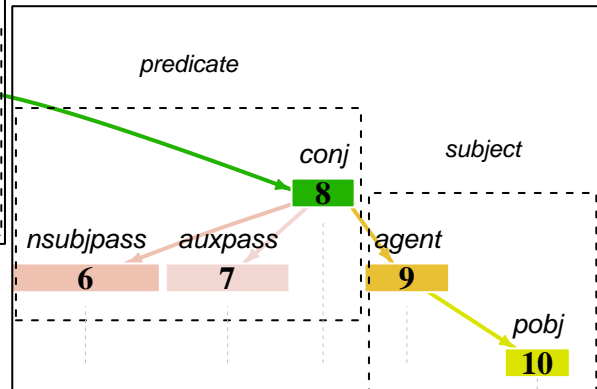 predicate
conj
subject
8
nsubjpass auxpass agent
6 7 9
pobj
10